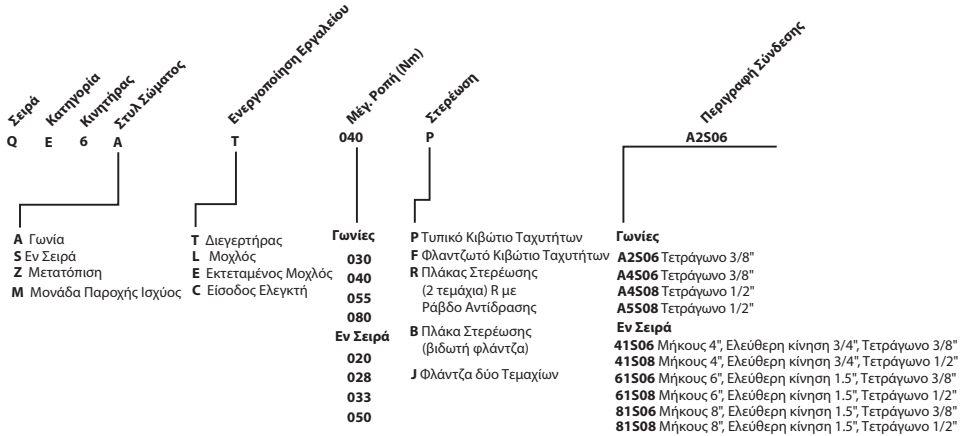 Σειρά
Κατηγορία
Κινητήρας
Στυλ Σώματος
Ενεργοποίηση Εργαλείου
Μέγ. Ροπή (Nm)
Στερέωση
Περιγραφή Σύνδεσης
Q E 6 A T 040 P A2S06
A Γωνία
S Εν Σειρά
Z Μετατόπιση
M Μονάδα Παροχής Ισχύος
T Διεγερτήρας
L Μοχλός
E Εκτεταμένος Μοχλός
C Είσοδος Ελεγκτή
Γωνίες
030
040
055
080
Εν Σειρά
020
028
033
050
P Τυπικό Κιβώτιο Ταχυτήτων
F Φλαντζωτό Κιβώτιο Ταχυτήτων
R Πλάκας Στερέωσης
(2 τεμάχια) R με
Ράβδο Αντίδρασης
B Πλάκα Στερέωσης
(βιδωτή φλάντζα)
J Φλάντζα δύο Τεμαχίων
Γωνίες
A2S06 Τετράγωνο 3/8"
A4S06 Τετράγωνο 3/8"
A4S08 Τετράγωνο 1/2"
A5S08 Τετράγωνο 1/2"
Εν Σειρά
41S06 Μήκους 4", Ελεύθερη κίνηση 3/4", Τετράγωνο 3/8"
41S08 Μήκους 4", Ελεύθερη κίνηση 3/4", Τετράγωνο 1/2"
61S06 Μήκους 6", Ελεύθερη κίνηση 1.5", Τετράγωνο 3/8"
61S08 Μήκους 6", Ελεύθερη κίνηση 1.5", Τετράγωνο 1/2"
81S06 Μήκους 8", Ελεύθερη κίνηση 1.5", Τετράγωνο 3/8"
81S08 Μήκους 8", Ελεύθερη κίνηση 1.5", Τετράγωνο 1/2"